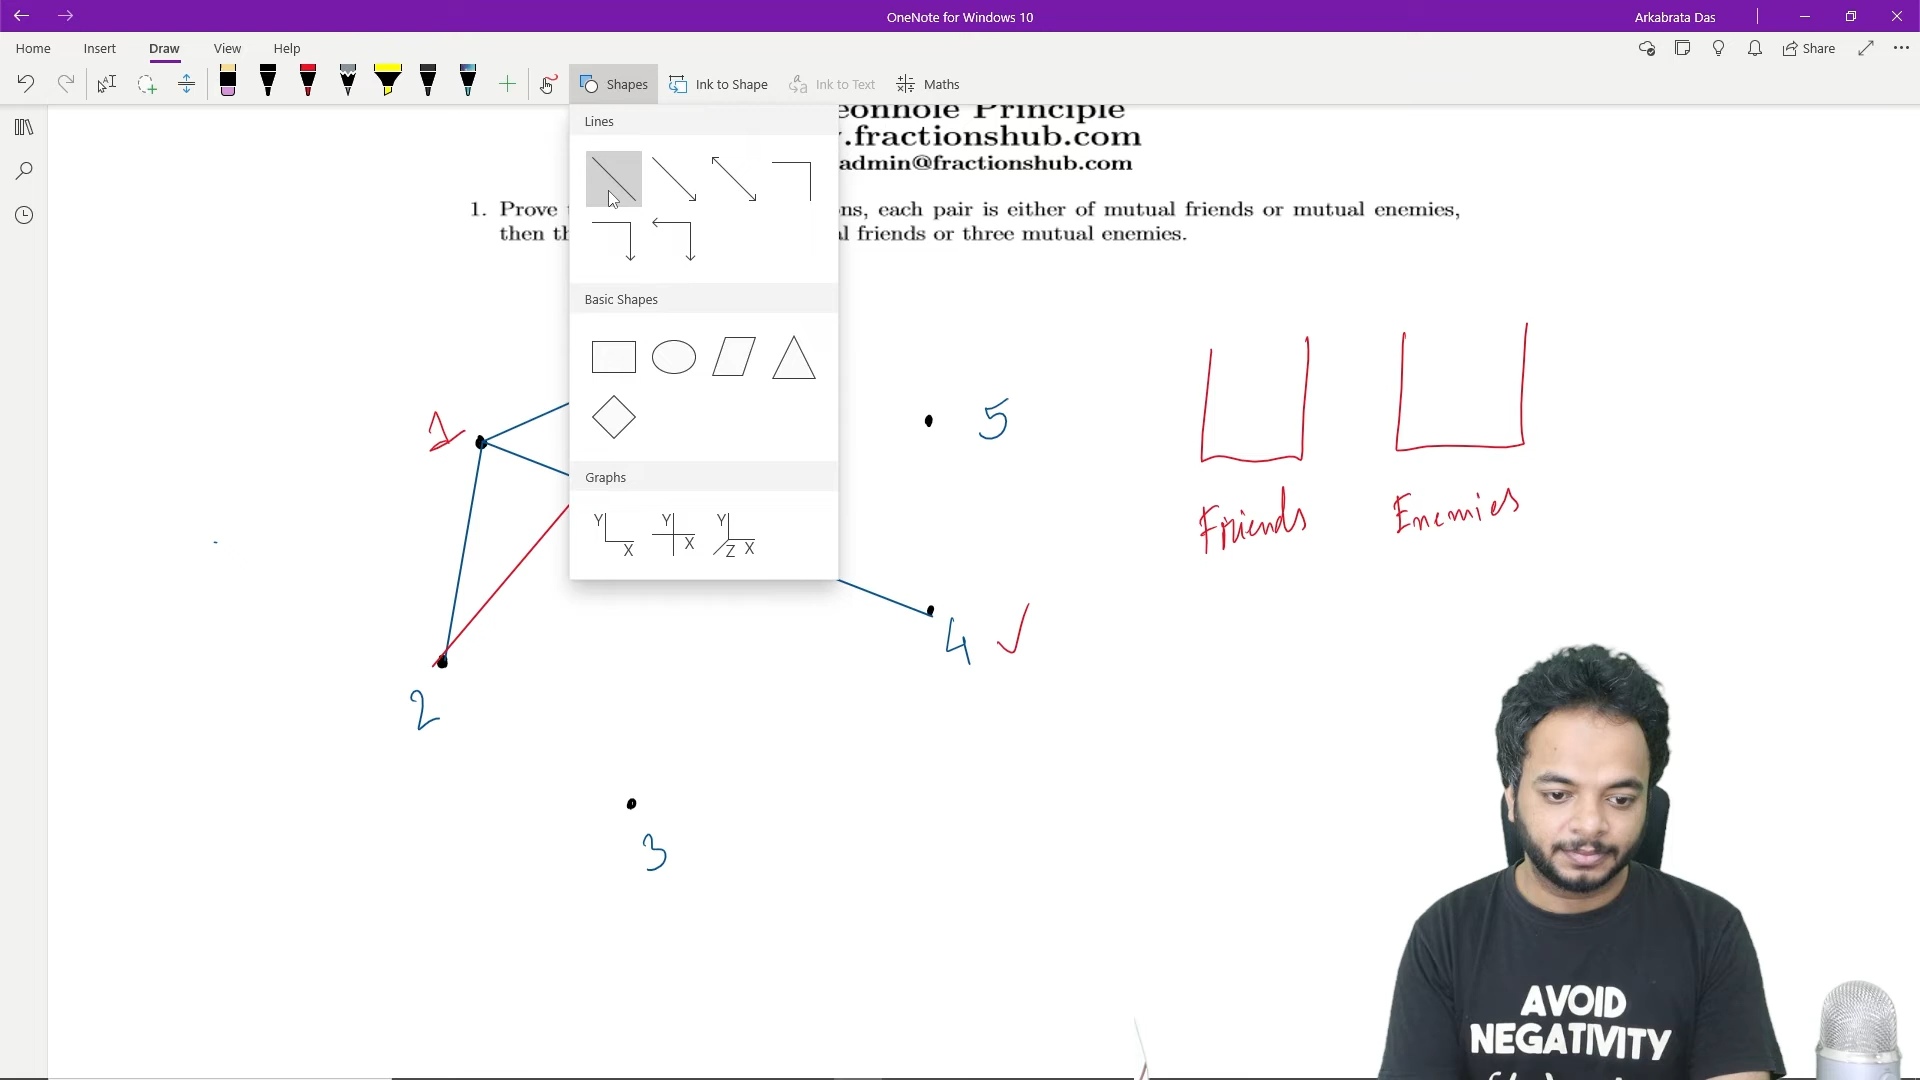 OneNote for Windows 10
Arkabrata Das
Home Insert Draw View Help
Share
Shapes Ink to Shape Ink to Text Maths
Lines
Basic Shapes
Graphs
Y X Y X Y Z X
eonhole Principle
.fractionshub.com
admin@fractionshub.com
1. Prove ns, each pair is either of mutual friends or mutual enemies,
then th l friends or three mutual enemies.
1
5
Friends
Enemies
4
2
3
AVOID
NEGATIVITY